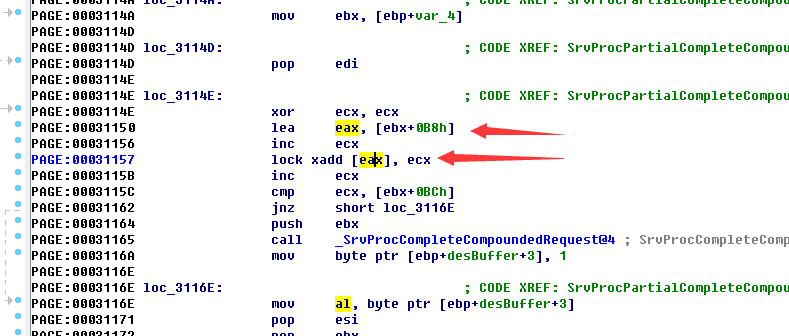 PAGE:0003114A loc_3114A: ; CODE XREF: SrvProcPartialCompleteCompou
PAGE:0003114A mov ebx, [ebp+var_4]
PAGE:0003114D
PAGE:0003114D loc_3114D: ; CODE XREF: SrvProcPartialCompleteCompou
PAGE:0003114D pop edi
PAGE:0003114E
PAGE:0003114E loc_3114E: ; CODE XREF: SrvProcPartialCompleteCompou
PAGE:0003114E xor ecx, ecx
PAGE:00031150 lea eax, [ebx+0B8h]
PAGE:00031156 inc ecx
PAGE:00031157 lock xadd [eax], ecx
PAGE:0003115B inc ecx
PAGE:0003115C cmp ecx, [ebx+0BCh]
PAGE:00031162 jnz short loc_3116E
PAGE:00031164 push ebx
PAGE:00031165 call _SrvProcCompleteCompoundedRequest@4 ; SrvProcCompleteComp
PAGE:0003116A mov byte ptr [ebp+desBuffer+3], 1
PAGE:0003116E
PAGE:0003116E loc_3116E: ; CODE XREF: SrvProcPartialCompleteCompou
PAGE:0003116E mov al, byte ptr [ebp+desBuffer+3]
PAGE:00031171 pop esi
PAGE:00031172 pop ebx